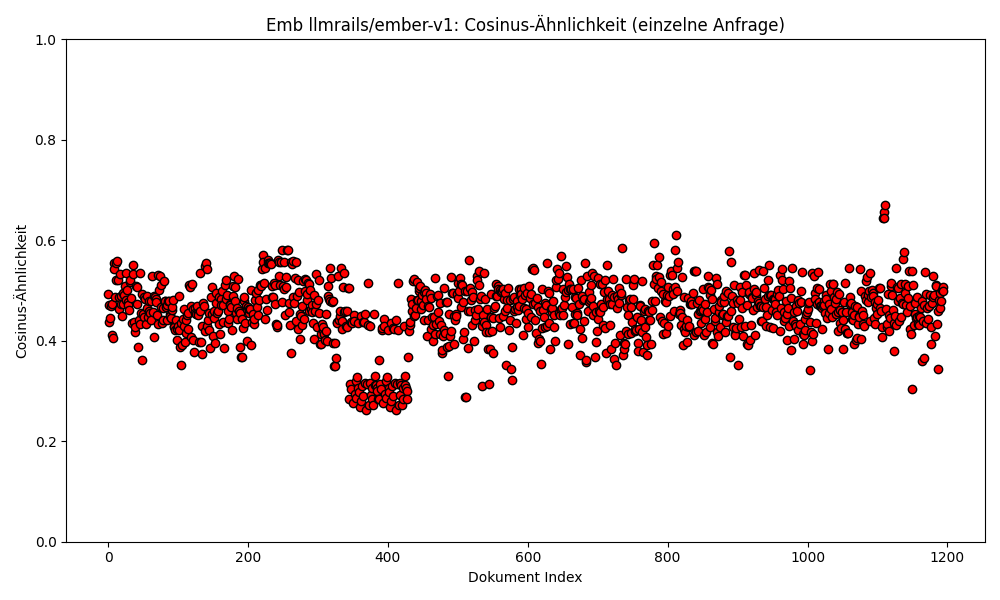 Emb llmrails/ember-v1: Cosinus-Ähnlichkeit (einzelne Anfrage)
1.0
0.8
0.6
0.4
0.2
0.0
Cosinus-Ähnlichkeit
0 200 400 600 800 1000 1200
Dokument Index